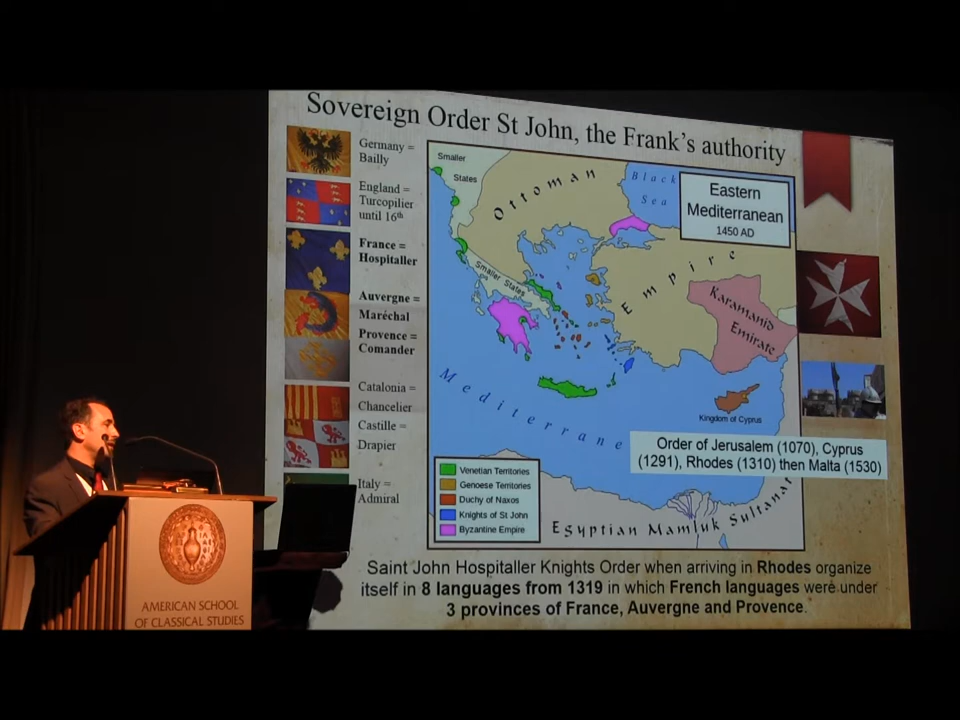 Sovereign Order St John, the Frank's authority
Germany =
Bailly
England =
Turcopilier
until 16th
France =
Hospitaller
Auvergne =
Maréchal
Provence =
Comander
Catalonia =
Chancelier
Castille =
Drapier
Italy =
Admiral
Smaller
States
Ottoman
Black
Sea
Eastern
Mediterranean
1450 AD
Empire
Smaller States
Karamanid
Emirate
Mediterrane
Kingdom of Cyprus
Order of Jerusalem (1070), Cyprus
(1291), Rhodes (1310) then Malta (1530)
Venetian Territories
Genoese Territories
Duchy of Naxos
Knights of St John
Byzantine Empire
Egyptian Mamluk Sultanat
Saint John Hospitaller Knights Order when arriving in Rhodes organize
itself in 8 languages from 1319 in which French languages were under
3 provinces of France, Auvergne and Provence.
AMERICAN SCHOOL
OF CLASSICAL STUDIES